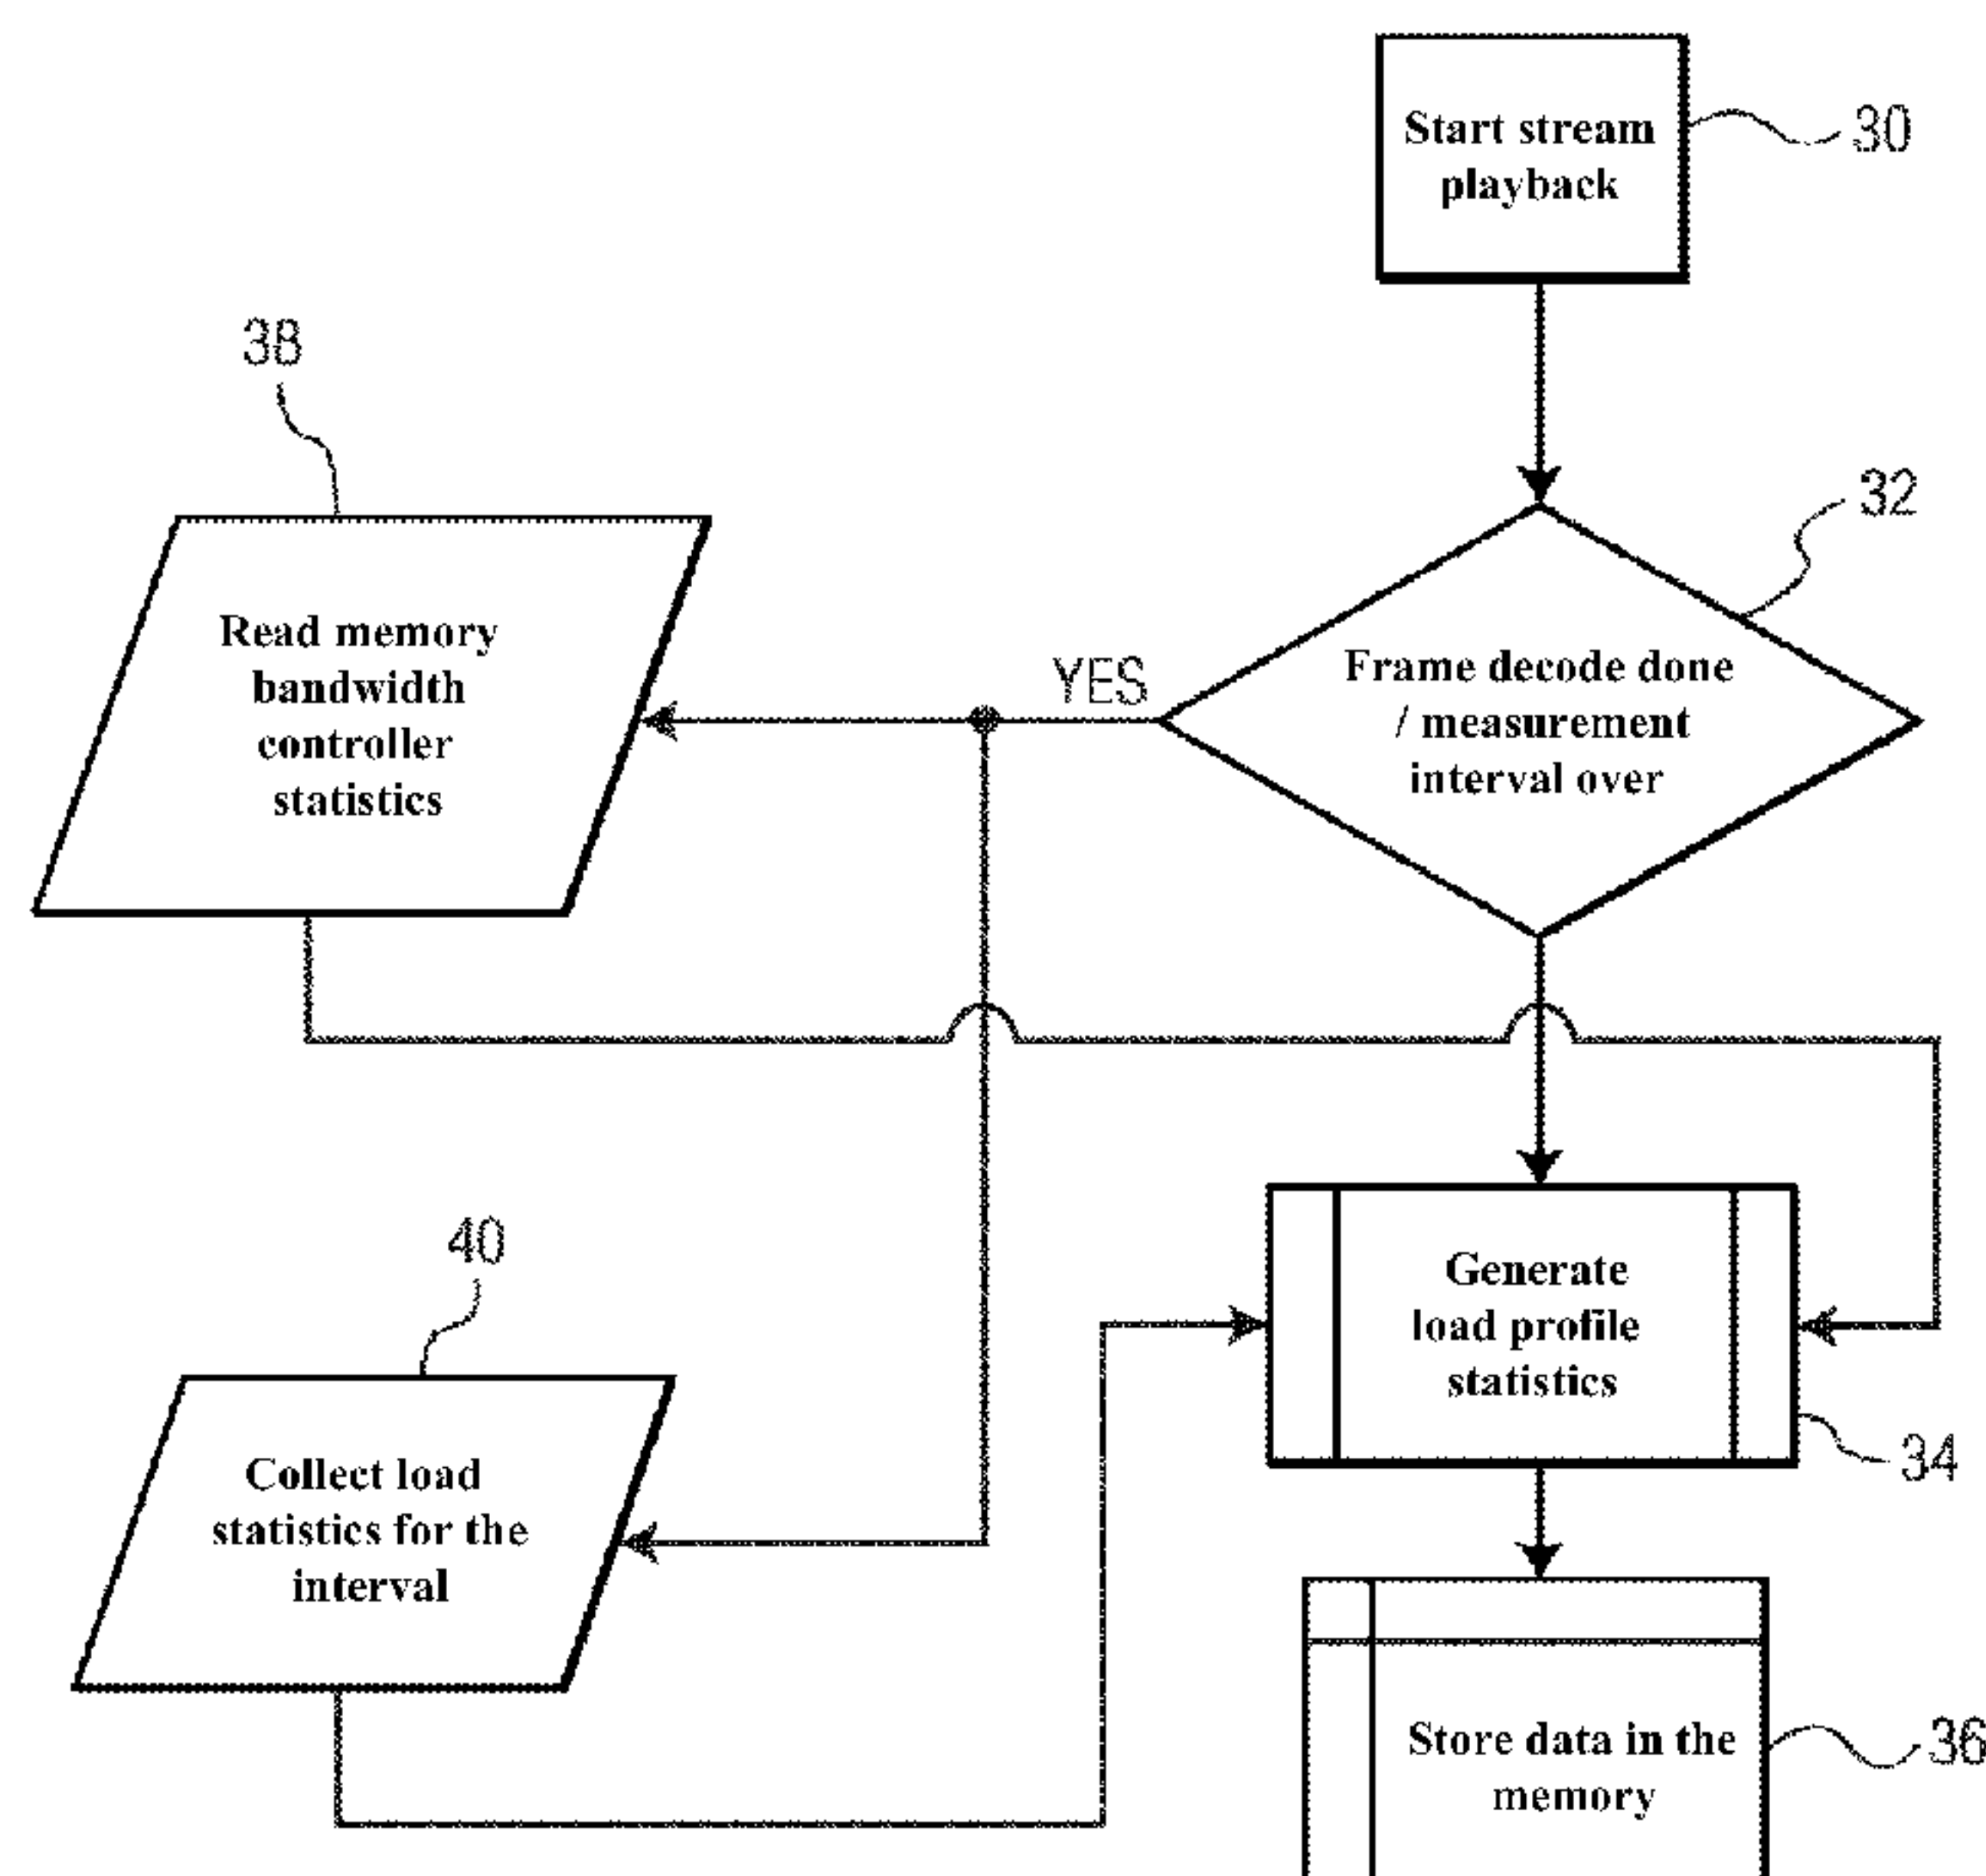 Start stream
playback
30
38
32
Read memory
bandwidth
controller
statistics
YES
Frame decode done
/ measurement
interval over
40
Generate
load profile
statistics
34
Collect load
statistics for the
interval
Store data in the
memory
36